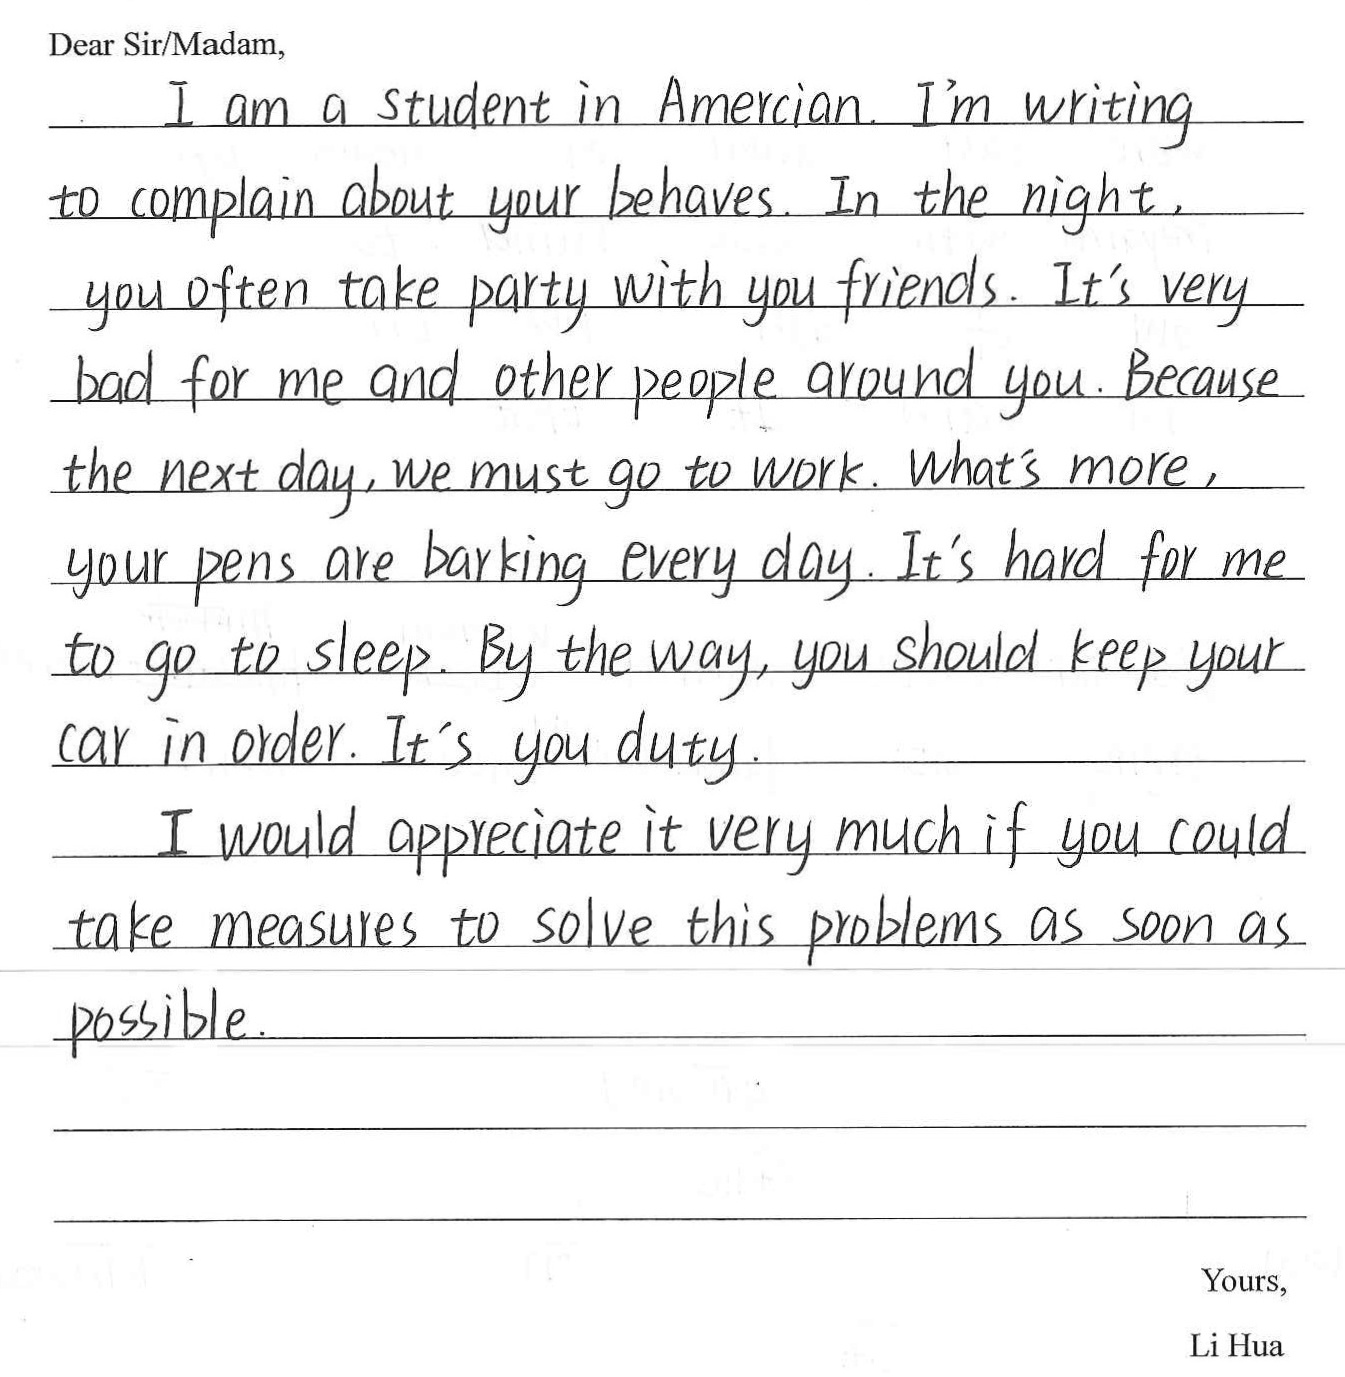 Dear Sir/Madam,
I am a student in Amercian. I'm writing
to complain about your behaves. In the night,
you often take party with you friends. It's very
bad for me and other people around you. Because
the next day, we must go to work. What's more,
your pens are barking every day. It's hard for me
to go to sleep. By the way, you should keep your
car in order. It's you duty.
I would appreciate it very much if you could
take measures to solve this problems as soon as
possible.
Yours,
Li Hua